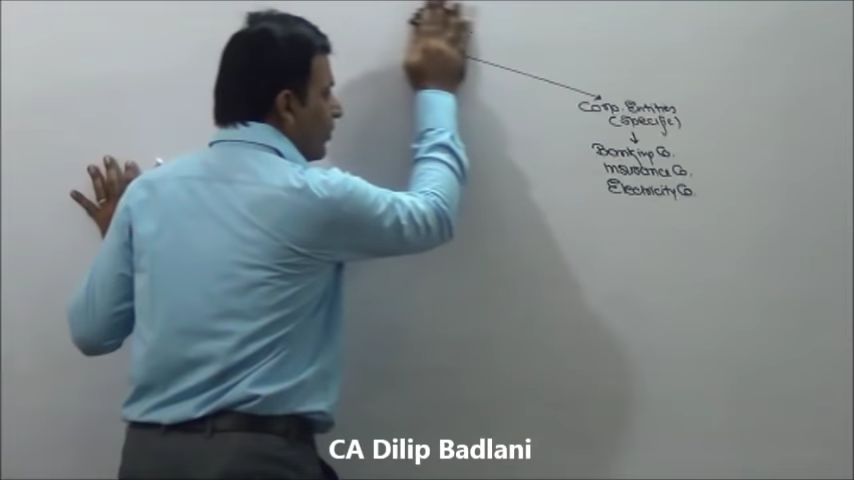 Corp. Entities
(Specific)
Banking Co.
Insurance Co.
Electricity Co.
CA Dilip Badlani